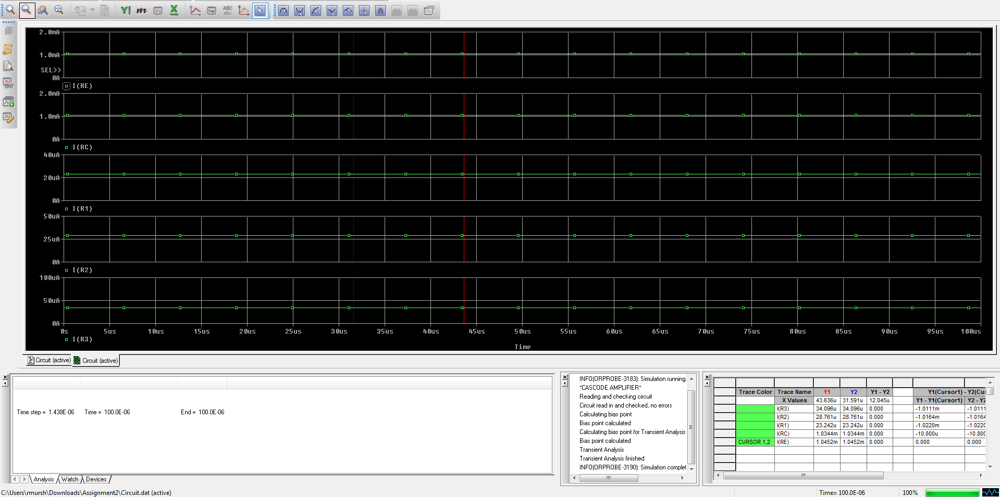 Y! FFT
ABC
abc
f(x)
2.0mA
1.0mA
SEL>>
0A
I(RE)
2.0mA
1.0mA
0A
I(RC)
40uA
20uA
0A
I(R1)
50uA
25uA
0A
I(R2)
100uA
50uA
0A
0s 5us 10us 15us 20us 25us 30us 35us 40us 45us 50us 55us 60us 65us 70us 75us 80us 85us 90us 95us 100us
I(R3)
Time
Circuit (active) Circuit (active)
Time step = 1.438E-06 Time = 100.0E-06 End = 100.0E-06
Analysis Watch Devices
INFO(ORPROBE-3183): Simulation running.
*CASCODE AMPLIFIER*
Reading and checking circuit
Circuit read in and checked, no errors
Calculating bias point
Bias point calculated
Calculating bias point for Transient Analysis
Bias point calculated
Transient Analysis
Transient Analysis finished
INFO(ORPROBE-3190): Simulation complet
Trace Color Trace Name Y1 Y2 Y1 - Y2 Y1(Cursor1) - Y2(Cu
X Values 43.636u 31.591u 12.045u Y1 - Y1(Cursor1) Y2 - Y2
I(R3) 34.096u 34.096u 0.000 -1.0111m -1.0111
I(R2) 28.761u 28.761u 0.000 -1.0164m -1.0164
I(R1) 23.242u 23.242u 0.000 -1.0220m -1.0220
I(RC) 1.0344m 1.0344m 0.000 -10.800u -10.800
CURSOR 1,2 I(RE) 1.0452m 1.0452m 0.000 0.000 0.000
C:\Users\rmursh\Downloads\Assignment2\Circuit.dat (active) Time= 100.0E-06 100%